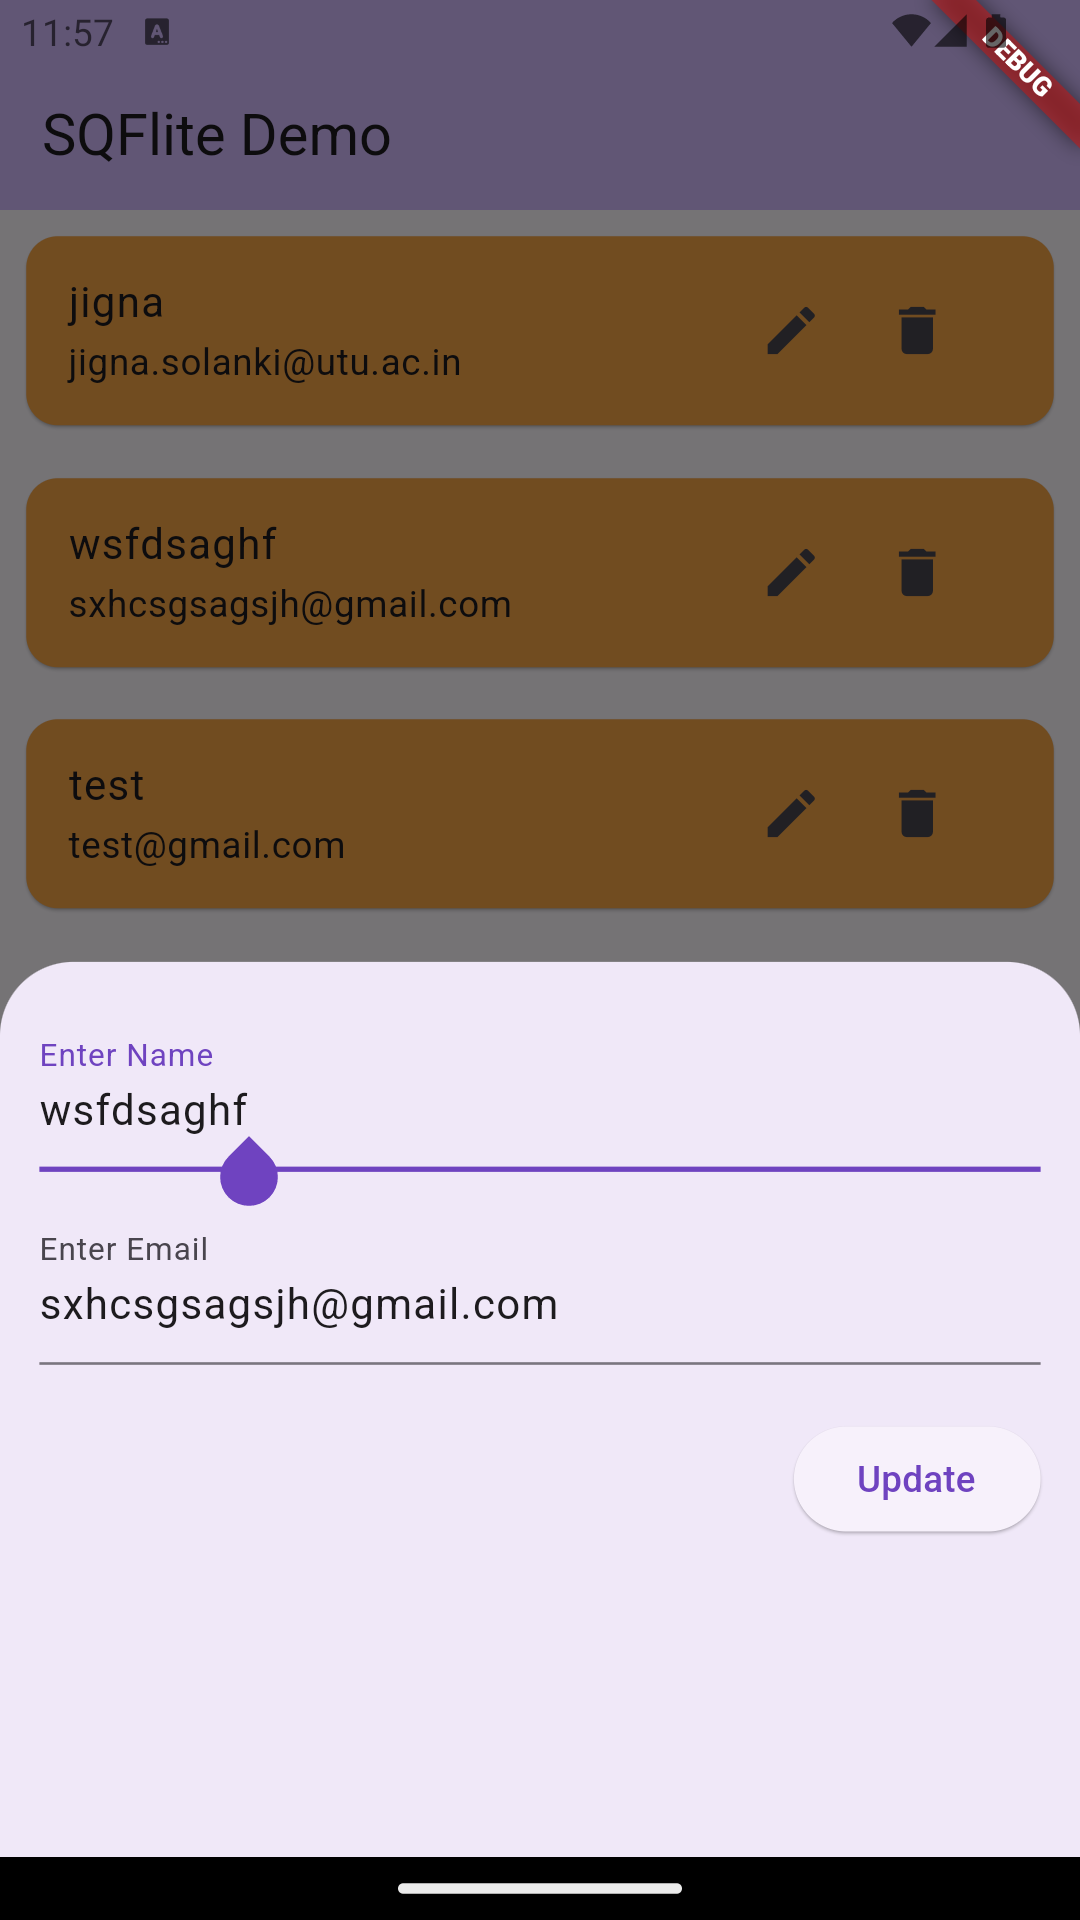 11:57
DEBUG
SQFlite Demo
jigna
jigna.solanki@utu.ac.in
wsfdsaghf
sxhcsgsagsjh@gmail.com
test
test@gmail.com
Enter Name
wsfdsaghf
Enter Email
sxhcsgsagsjh@gmail.com
Update